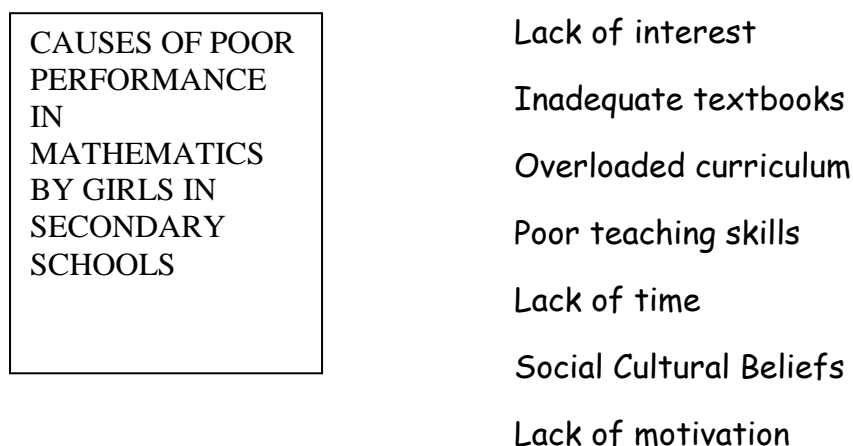 CAUSES OF POOR
PERFORMANCE
IN
MATHEMATICS
BY GIRLS IN
SECONDARY
SCHOOLS
Lack of interest
Inadequate textbooks
Overloaded curriculum
Poor teaching skills
Lack of time
Social Cultural Beliefs
Lack of motivation